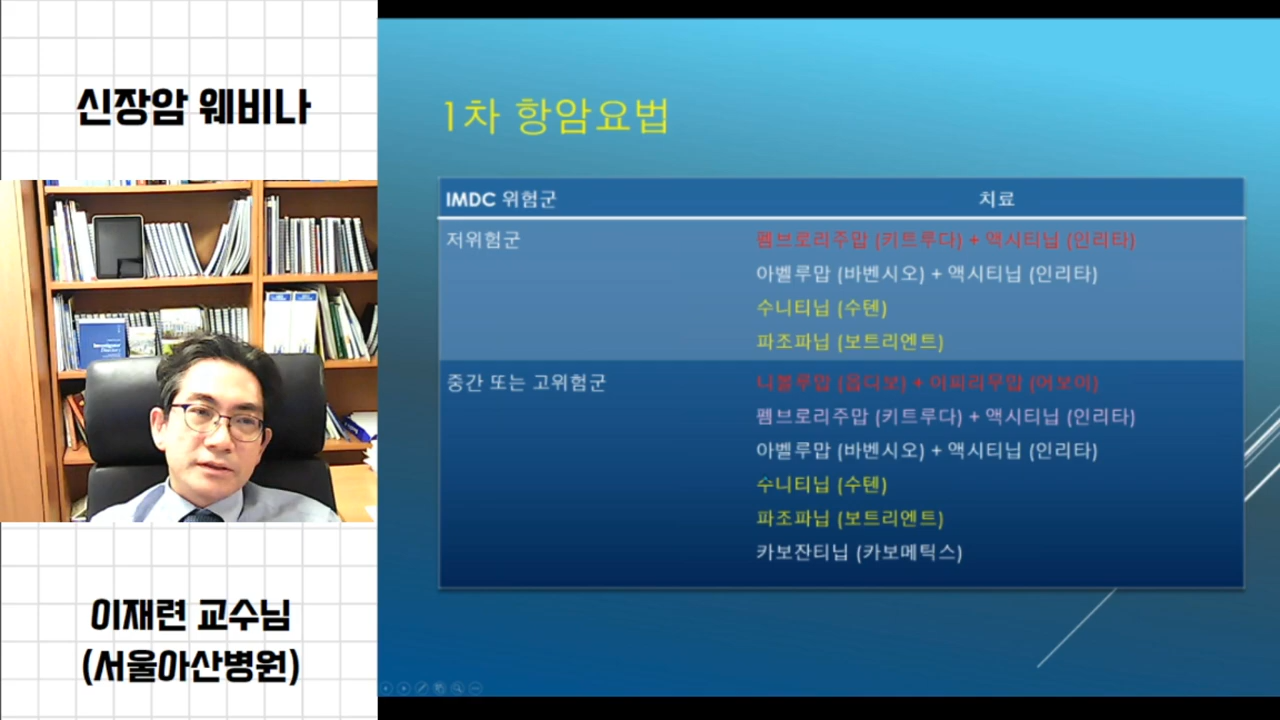 신장암 웨비나
이재련 교수님
(서울아산병원)
1차 항암요법
IMDC 위험군 치료
저위험군 펨브로리주맙 (키트루다) + 액시티닙 (인리타)
아벨루맙 (바벤시오) + 액시티닙 (인리타)
수니티닙 (수텐)
파조파닙 (보트리엔트)
중간 또는 고위험군 니볼루맙 (옵디보) + 이피리무맙 (여보이)
펨브로리주맙 (키트루다) + 액시티닙 (인리타)
아벨루맙 (바벤시오) + 액시티닙 (인리타)
수니티닙 (수텐)
파조파닙 (보트리엔트)
카보잔티닙 (카보메틱스)